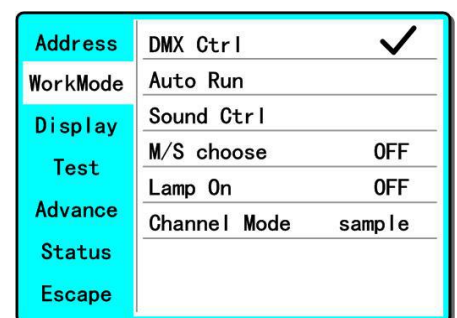 Address
WorkMode
Display
Test
Advance
Status
Escape
DMX Ctrl
Auto Run
Sound Ctrl
M/S choose OFF
Lamp On OFF
Channel Mode sample